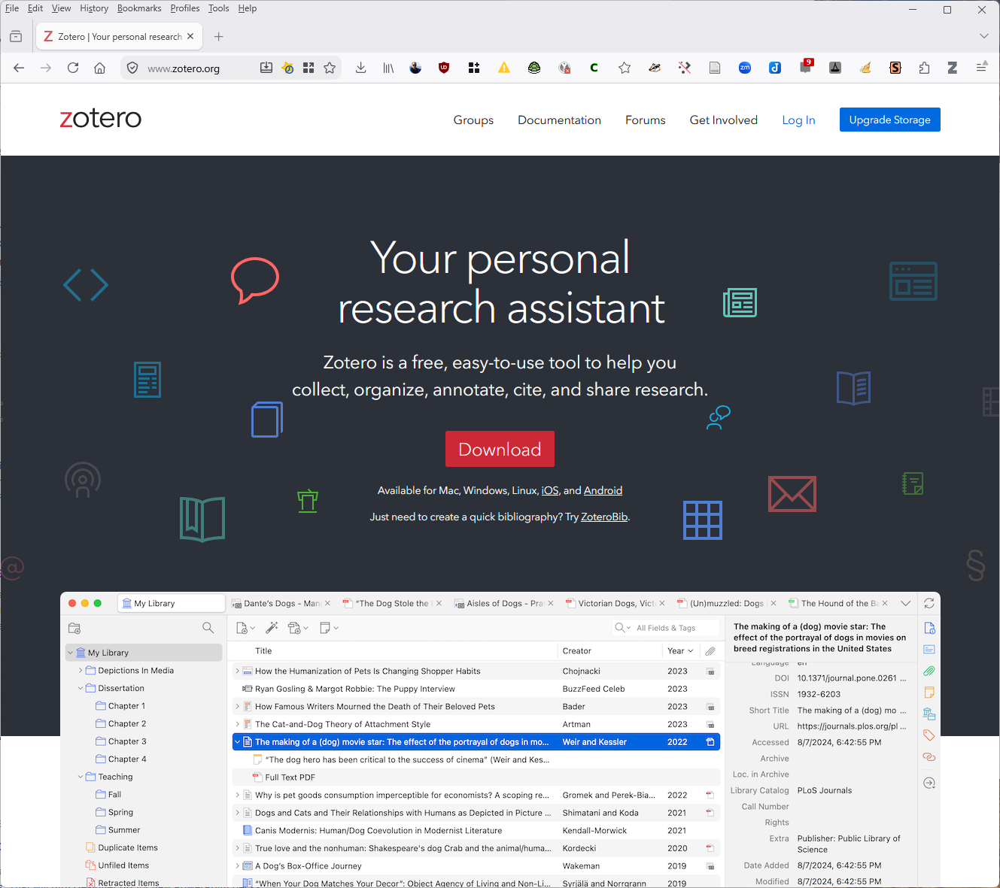 File Edit View History Bookmarks Profiles Tools Help
Zotero | Your personal research
www.zotero.org
9
zotero
Groups Documentation Forums Get Involved Log In Upgrade Storage
Your personal
research assistant
Zotero is a free, easy-to-use tool to help you
collect, organize, annotate, cite, and share research.
Download
Available for Mac, Windows, Linux, iOS, and Android
Just need to create a quick bibliography? Try ZoteroBib.
My Library
Dante's Dogs - Man
"The Dog Stole the
Aisles of Dogs - Pra
Victorian Dogs, Vict
(Un)muzzled: Dogs
The Hound of the Ba
All Fields & Tags
My Library
Depictions In Media
Dissertation
Chapter 1
Chapter 2
Chapter 3
Chapter 4
Teaching
Fall
Spring
Summer
Duplicate Items
Unfiled Items
Retracted Items
Title Creator Year
How the Humanization of Pets Is Changing Shopper Habits Chojnacki 2023
Ryan Gosling & Margot Robbie: The Puppy Interview BuzzFeed Celeb 2023
How Famous Writers Mourned the Death of Their Beloved Pets Bader 2023
The Cat-and-Dog Theory of Attachment Style Artman 2023
The making of a (dog) movie star: The effect of the portrayal of dogs in mo... Weir and Kessler 2022
"The dog hero has been critical to the success of cinema" (Weir and Kes...
Full Text PDF
Why is pet goods consumption imperceptible for economists? A scoping re... Gromek and Perek-Bia... 2022
Dogs and Cats and Their Relationships with Humans as Depicted in Picture ... Shimatani and Koda 2021
Canis Modernis: Human/Dog Coevolution in Modernist Literature Kendall-Morwick 2021
True love and the nonhuman: Shakespeare's dog Crab and the animal/huma... Kordecki 2020
A Dog's Box-Office Journey Wakeman 2019
"When Your Dog Matches Your Decor": Object Agency of Living and Non-Li... Syrjälä and Norrgrann 2019
The making of a (dog) movie star: The
effect of the portrayal of dogs in movies on
breed registrations in the United States
Language en
DOI 10.1371/journal.pone.0261 ...
ISSN 1932-6203
Short Title The making of a (dog) mo ...
URL https://journals.plos.org/pl ...
Accessed 8/7/2024, 6:42:55 PM
Archive
Loc. in Archive
Library Catalog PLoS Journals
Call Number
Rights
Extra Publisher: Public Library of
Science
Date Added 8/7/2024, 6:42:55 PM
Modified 8/7/2024, 6:42:55 PM